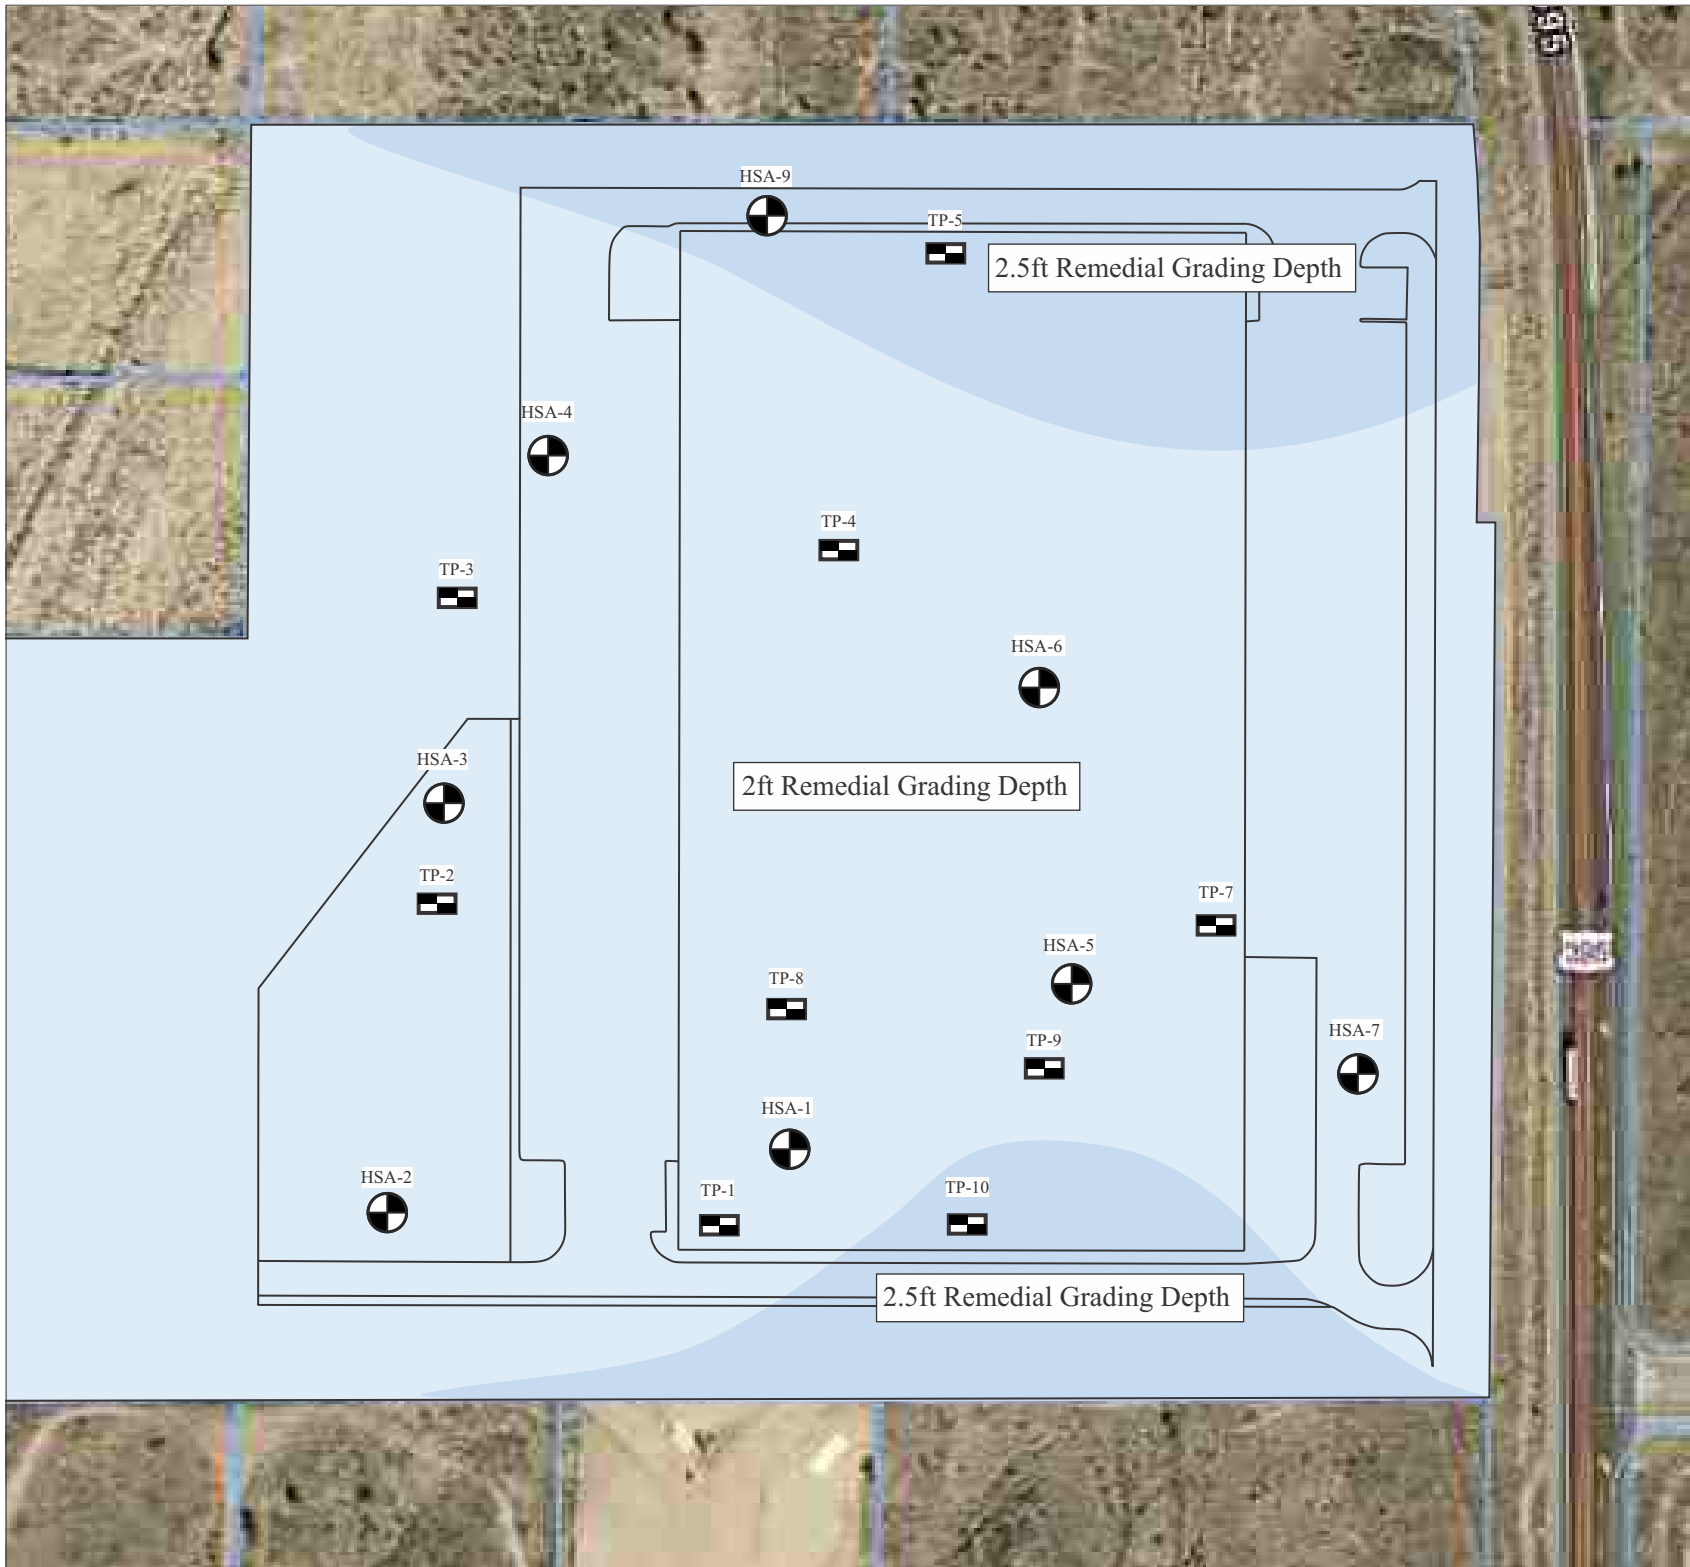 395
HSA-9
TP-5
2.5ft Remedial Grading Depth
HSA-4
TP-4
TP-3
HSA-6
HSA-3
2ft Remedial Grading Depth
TP-2
TP-7
HSA-5
TP-8
HSA-7
TP-9
HSA-1
HSA-2
TP-1
TP-10
2.5ft Remedial Grading Depth